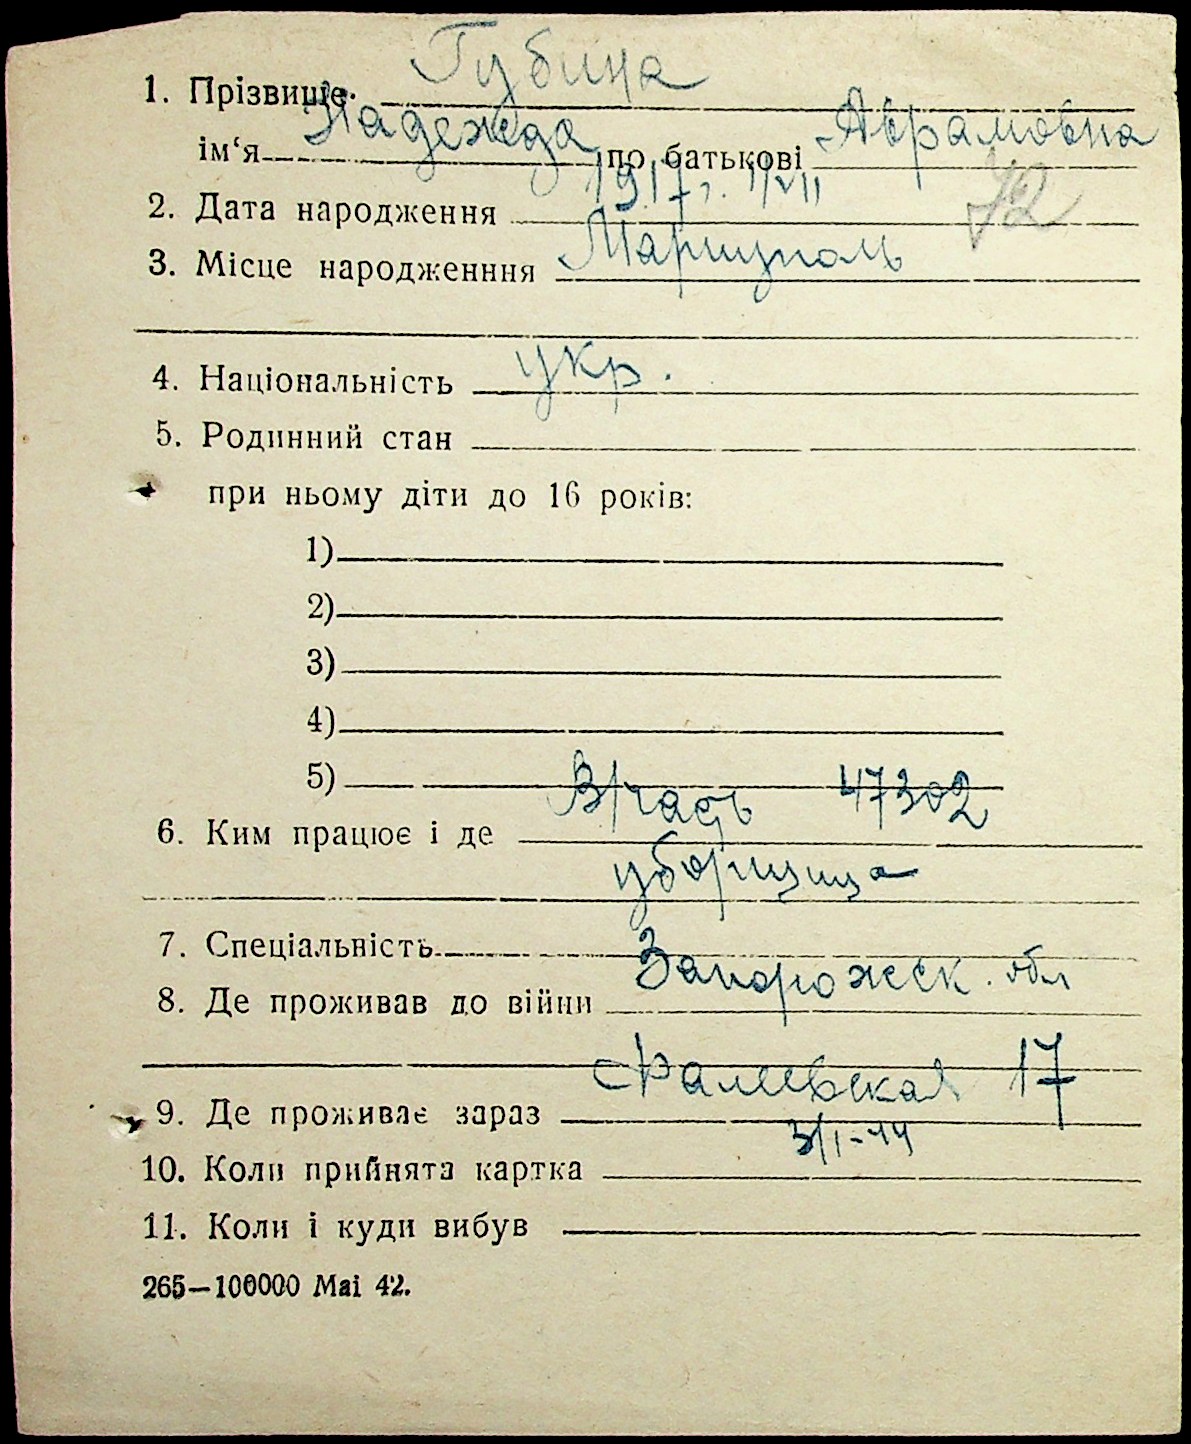 1. Прізвище Губина
ім‘я Надежда по батькові Аврамовна
2. Дата народження 1917 г. 1/VII
42
3. Місце народженння Мариуполь
4. Національність укр.
5. Родинний стан
при ньому діти до 16 років:
1)
2)
3)
4)
5)
6. Ким працює і де В/часть 47302
уборщица
7. Спеціальність
8. Де проживав до війни Запорожск. обл
9. Де проживає зараз 17
10. Коли прийнята картка 3/I-44
11. Коли і куди вибув
265—100000 Mai 42.